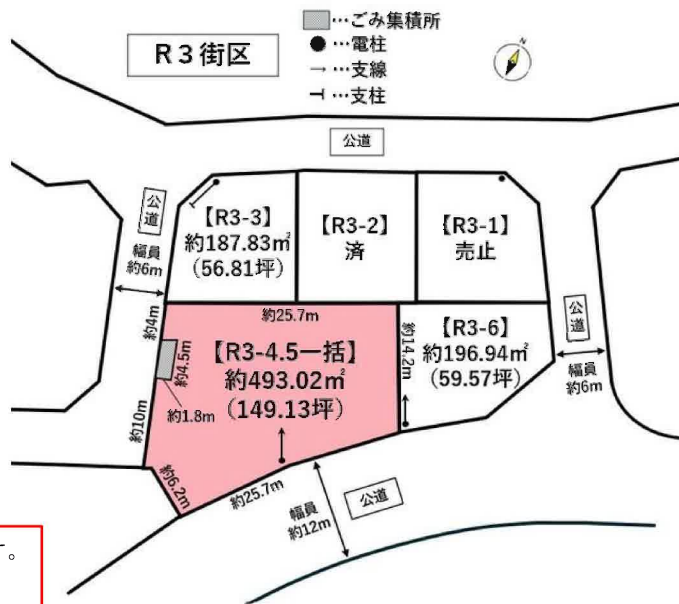 R3街区
…ごみ集積所
…電柱
…支線
…支柱
N
公道
公道
幅員
約6m
【R3-3】
約187.83㎡
(56.81坪)
【R3-2】
済
【R3-1】
売止
約4m
約25.7m
約4.5m
約1.8m
約10m
【R3-4.5一括】
約493.02㎡
(149.13坪)
約14.2m
【R3-6】
約196.94㎡
(59.57坪)
公道
幅員
約6m
約6.2m
約25.7m
幅員
約12m
公道
。